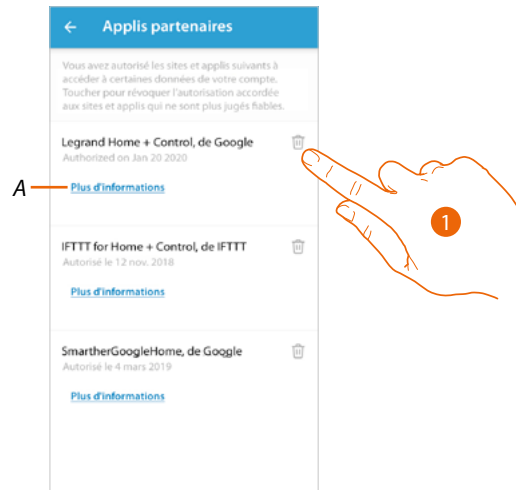 ← Applis partenaires
Vous avez autorisé les sites et applis suivants à
accéder à certaines données de votre compte.
Toucher pour révoquer l'autorisation accordée
aux sites et applis qui ne sont plus jugés fiables.
Legrand Home + Control, de Google
Authorized on Jan 20 2020
A
Plus d'informations
1
IFTTT for Home + Control, de IFTTT
Autorisé le 12 nov. 2018
Plus d'informations
SmartherGoogleHome, de Google
Autorisé le 4 mars 2019
Plus d'informations